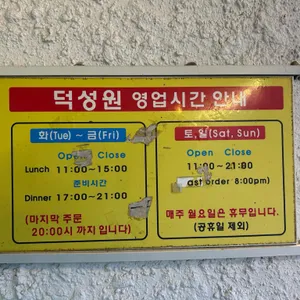 덕성원 영업시간 안내
화(Tue) ~ 금(Fri)
Open Close
Lunch 11:00~15:00
준비시간
Dinner 17:00~21:00
(마지막 주문
20:00시 까지 입니다)
토,일(Sat, Sun)
Open Close
11:00~21:00
ast order 8:00pm)
매주 월요일은 휴무입니다.
(공휴일 제외)